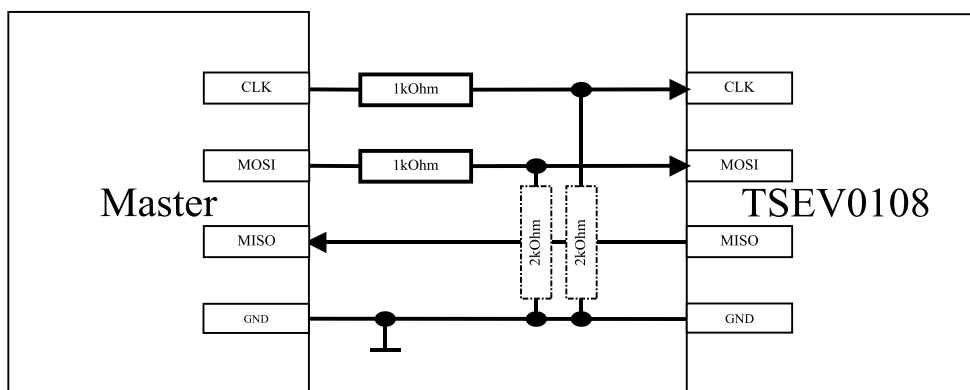 CLK
1kOhm
CLK
MOSI
1kOhm
MOSI
Master
TSEV0108
MISO
2kOhm
2kOhm
MISO
GND
GND